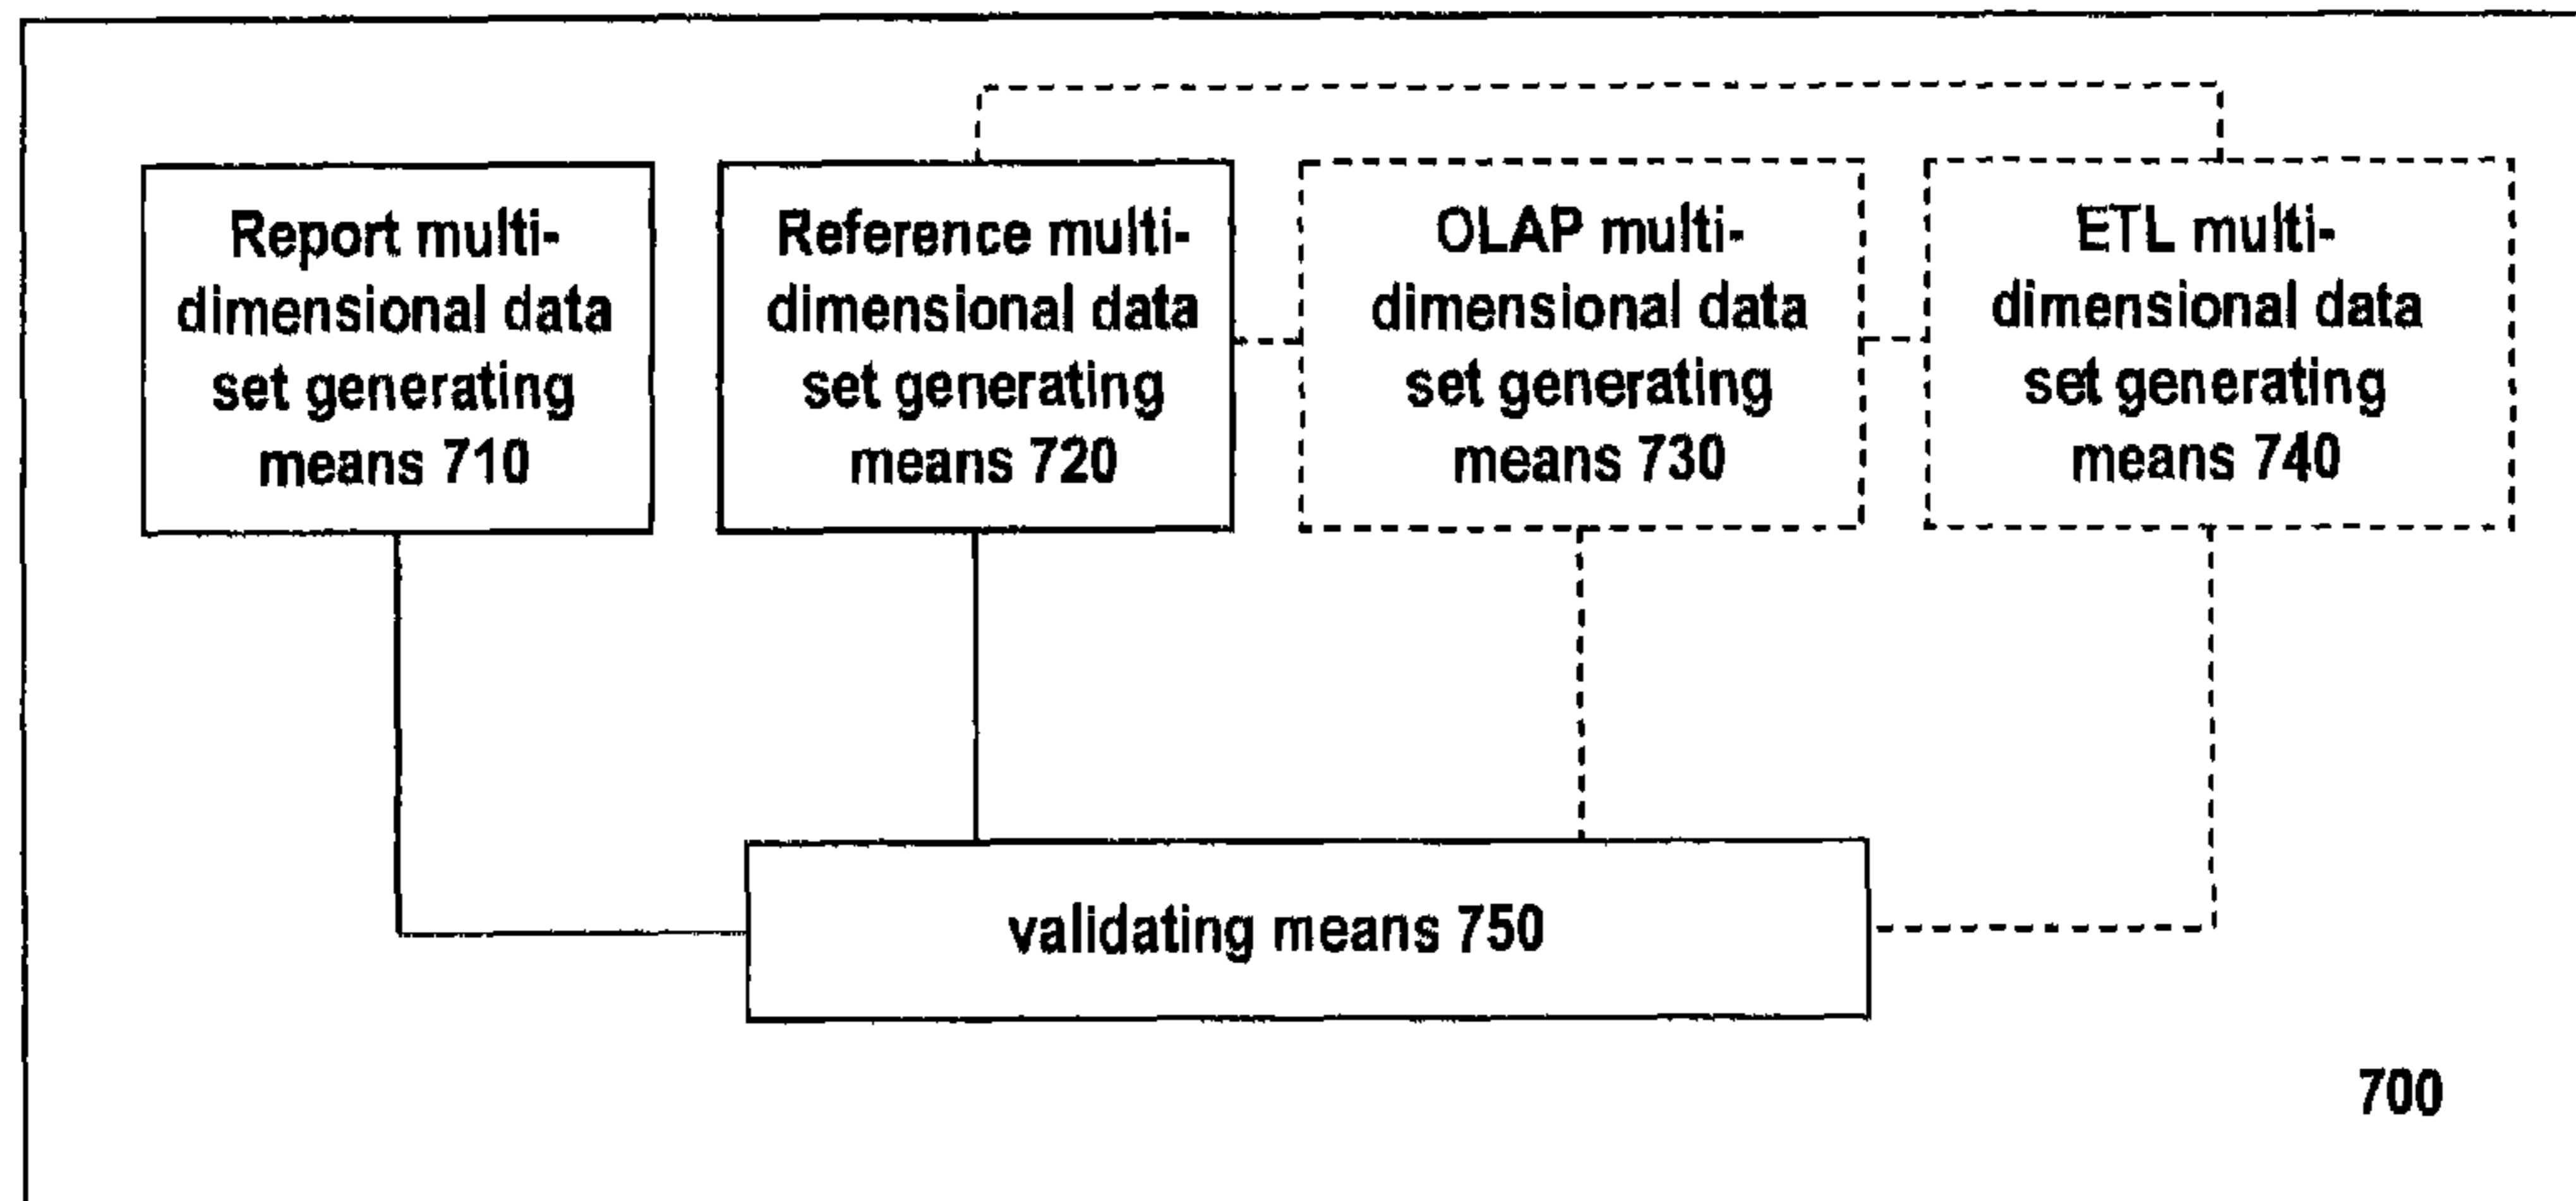 Report multi-
dimensional data
set generating
means 710
Reference multi-
dimensional data
set generating
means 720
OLAP multi-
dimensional data
set generating
means 730
ETL multi-
dimensional data
set generating
means 740
validating means 750
700